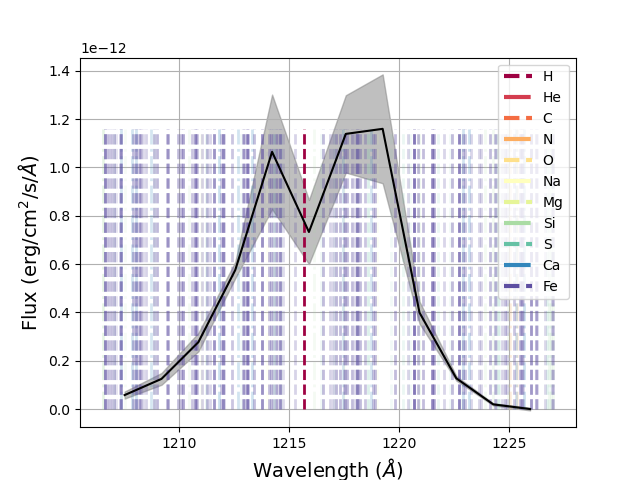 1e−12
1.4
1.2
1.0
0.8
0.6
0.4
0.2
0.0
Flux (erg/cm²/s/Å)
1210
1215
1220
1225
Wavelength (Å)
H
He
C
N
O
Na
Mg
Si
S
Ca
Fe